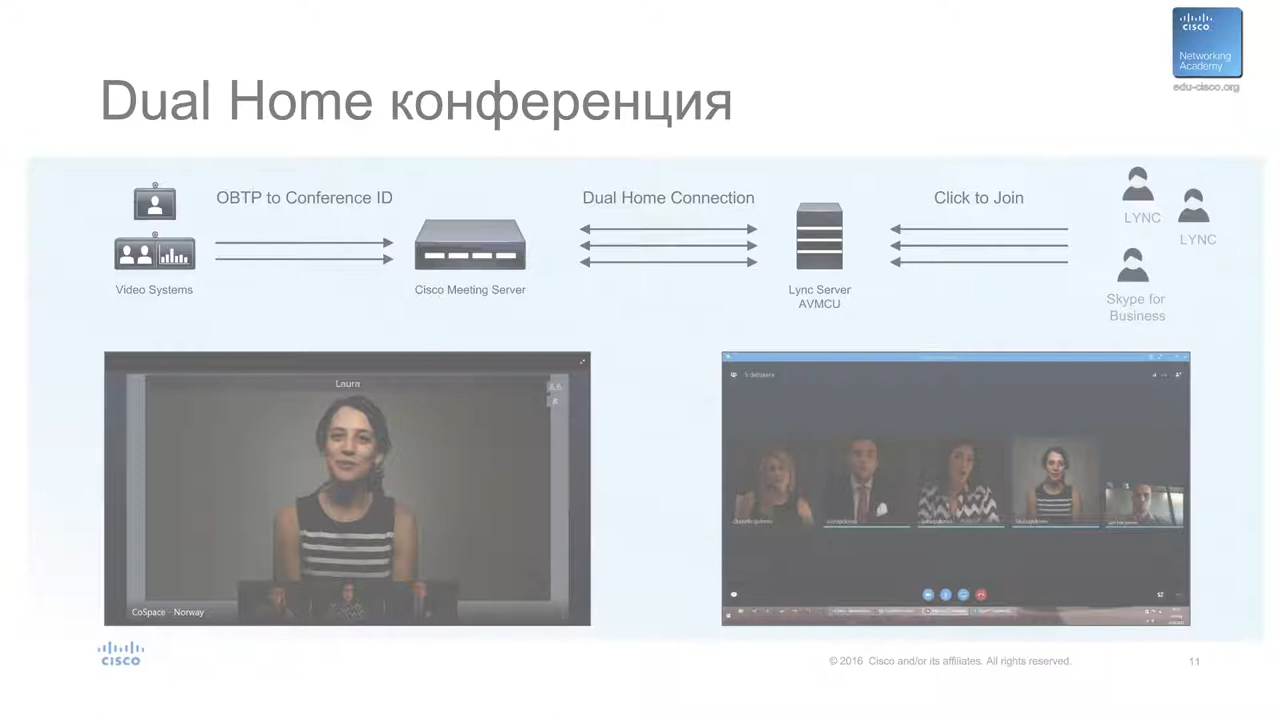 CISCO
Networking
Academy
edu-cisco.org
Dual Home конференция
OBTP to Conference ID
Dual Home Connection
Click to Join
LYNC
LYNC
Video Systems
Cisco Meeting Server
Lync Server
AVMCU
Skype for
Business
Laura
CoSpace - Norway
CISCO
© 2016 Cisco and/or its affiliates. All rights reserved.
11